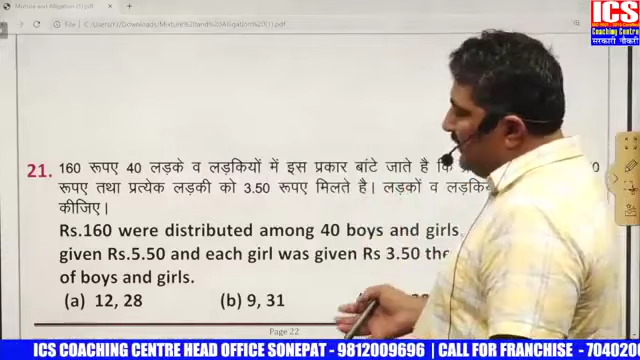 Mixture and Alligation (1).pdf
File | C:/Users/YJ/Downloads/Mixture%20and%20Alligation%20(1).pdf
ICS
Coaching Centre
सरकारी नौकरी
21. 160 रूपए 40 लड़के व लड़कियों में इस प्रकार बांटे जाते है कि
रूपए तथा प्रत्येक लड़की को 3.50 रूपए मिलते है। लड़कों व
कीजिए।
Rs.160 were distributed among 40 boys and girls,
given Rs.5.50 and each girl was given Rs 3.50
of boys and girls.
(a) 12, 28 (b) 9, 31
Page 22
ICS COACHING CENTRE HEAD OFFICE SONEPAT - 9812009696 | CALL FOR FRANCHISE - 704020